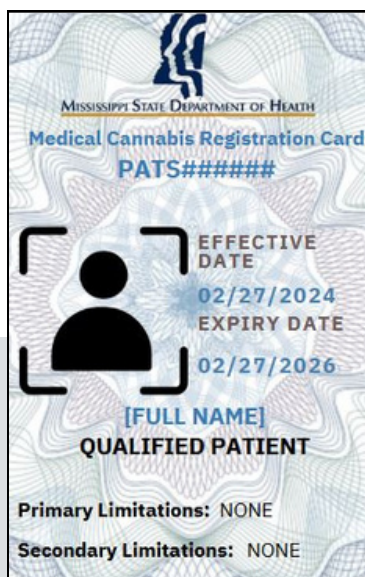 MISSISSIPPI STATE DEPARTMENT OF HEALTH
Medical Cannabis Registration Card
PATS######
EFFECTIVE
DATE
02/27/2024
EXPIRY DATE
02/27/2026
[FULL NAME]
QUALIFIED PATIENT
Primary Limitations: NONE
Secondary Limitations: NONE